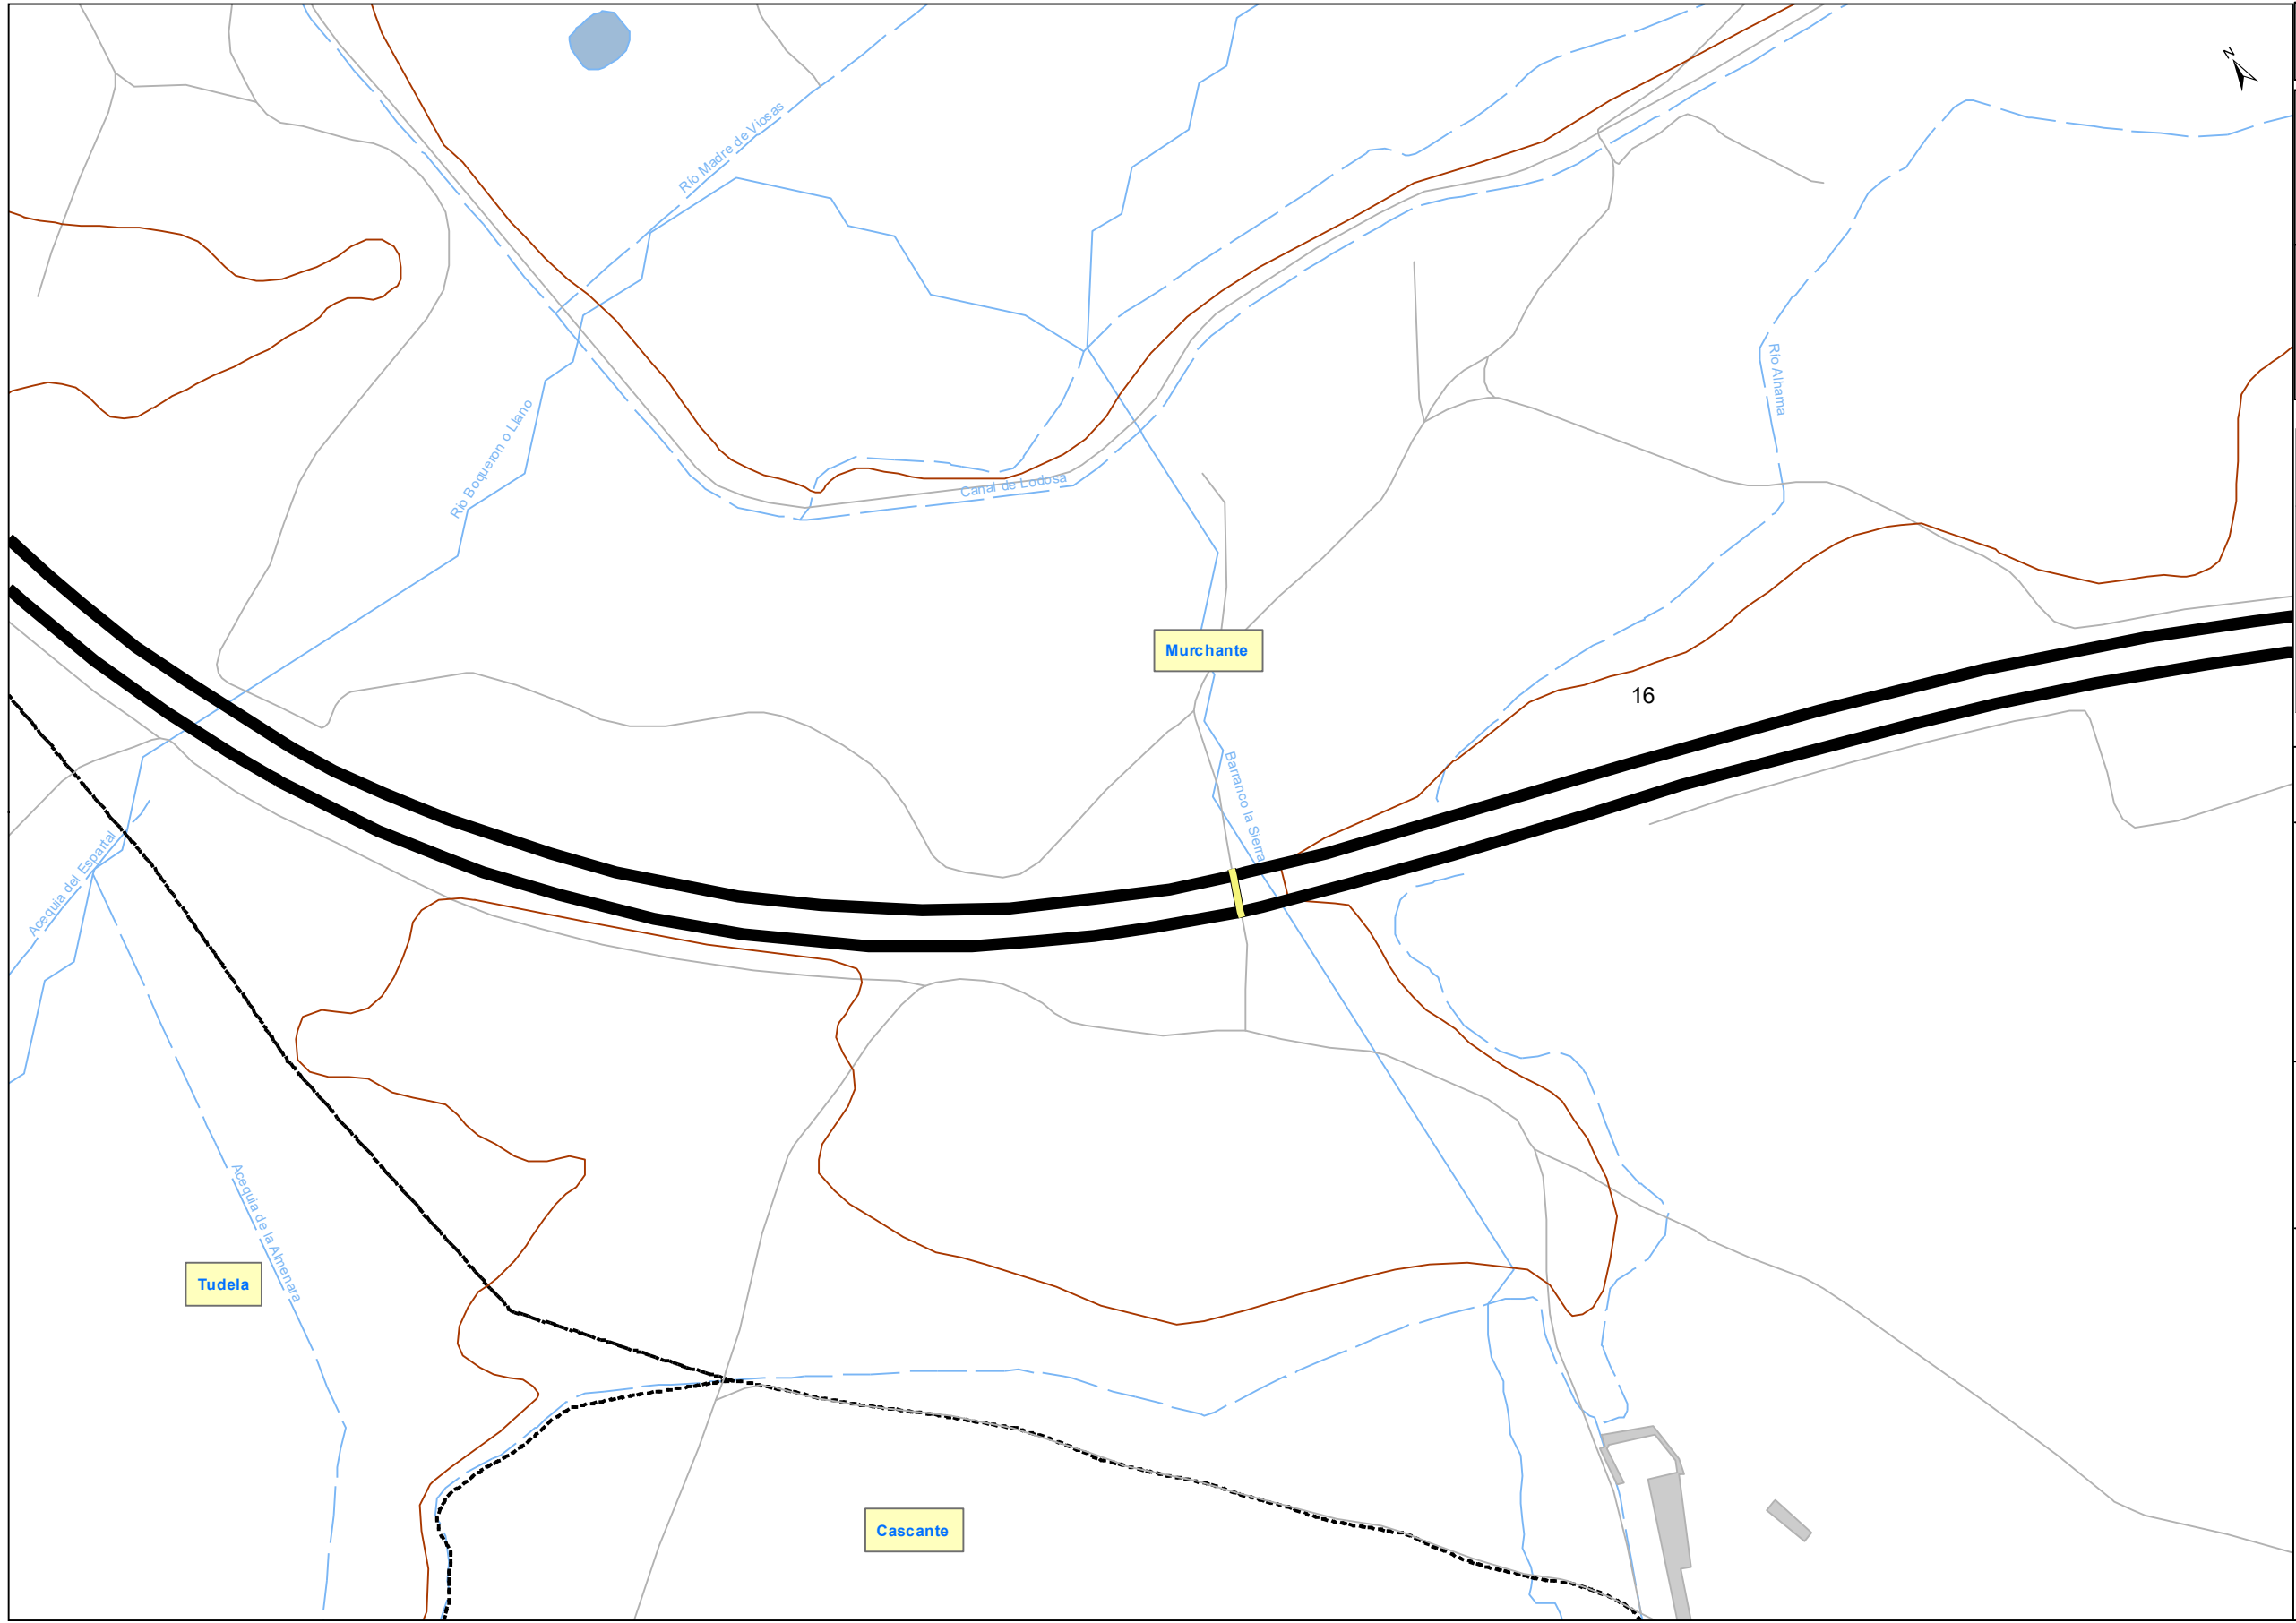 N
Río Madre de Viosas
Río Alhama
Río Boqueron o Llano
Canal de Lodosa
Murchante
16
Barranco la Sierra
Acequia del Espartal
Acequia de la Almenara
Tudela
Cascante